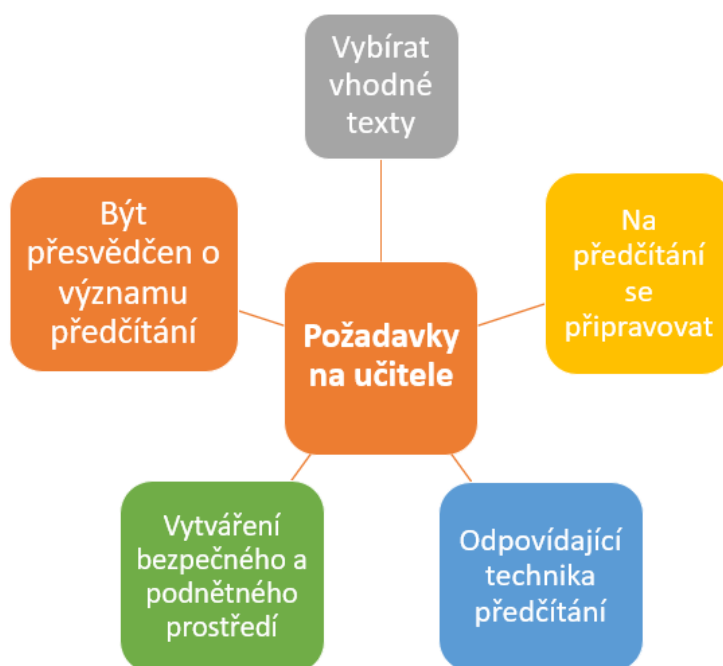 Vybírat
vhodné
texty
Být
přesvědčen o
významu
předčítání
Na
předčítání
se
připravovat
Požadavky
na učitele
Vytváření
bezpečného a
podnětného
prostředí
Odpovídající
technika
předčítání